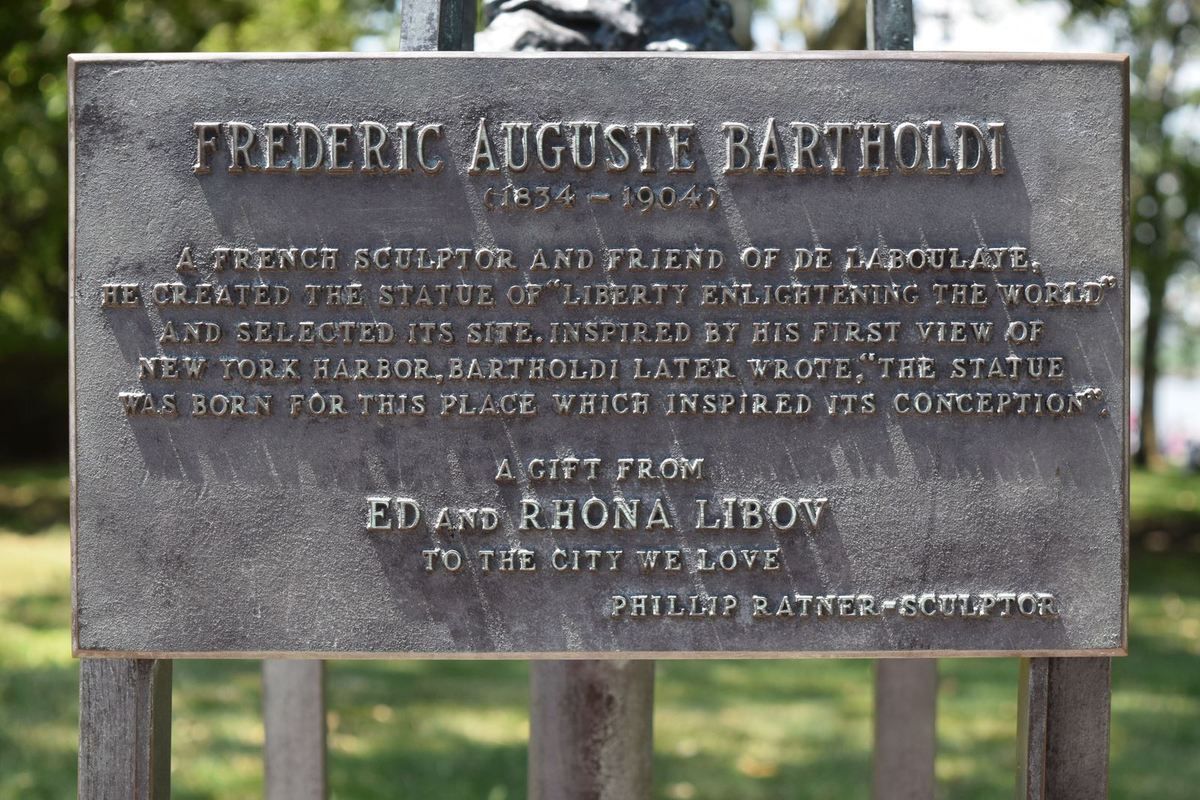 FREDERIC AUGUSTE BARTHOLDI
(1834 - 1904)
A FRENCH SCULPTOR AND FRIEND OF DE LABOULAYE,
HE CREATED THE STATUE OF "LIBERTY ENLIGHTENING THE WORLD"
AND SELECTED ITS SITE. INSPIRED BY HIS FIRST VIEW OF
NEW YORK HARBOR, BARTHOLDI LATER WROTE, "THE STATUE
WAS BORN FOR THIS PLACE WHICH INSPIRED ITS CONCEPTION".
A GIFT FROM
ED AND RHONA LIBOV
TO THE CITY WE LOVE
PHILLIP RATNER-SCULPTOR